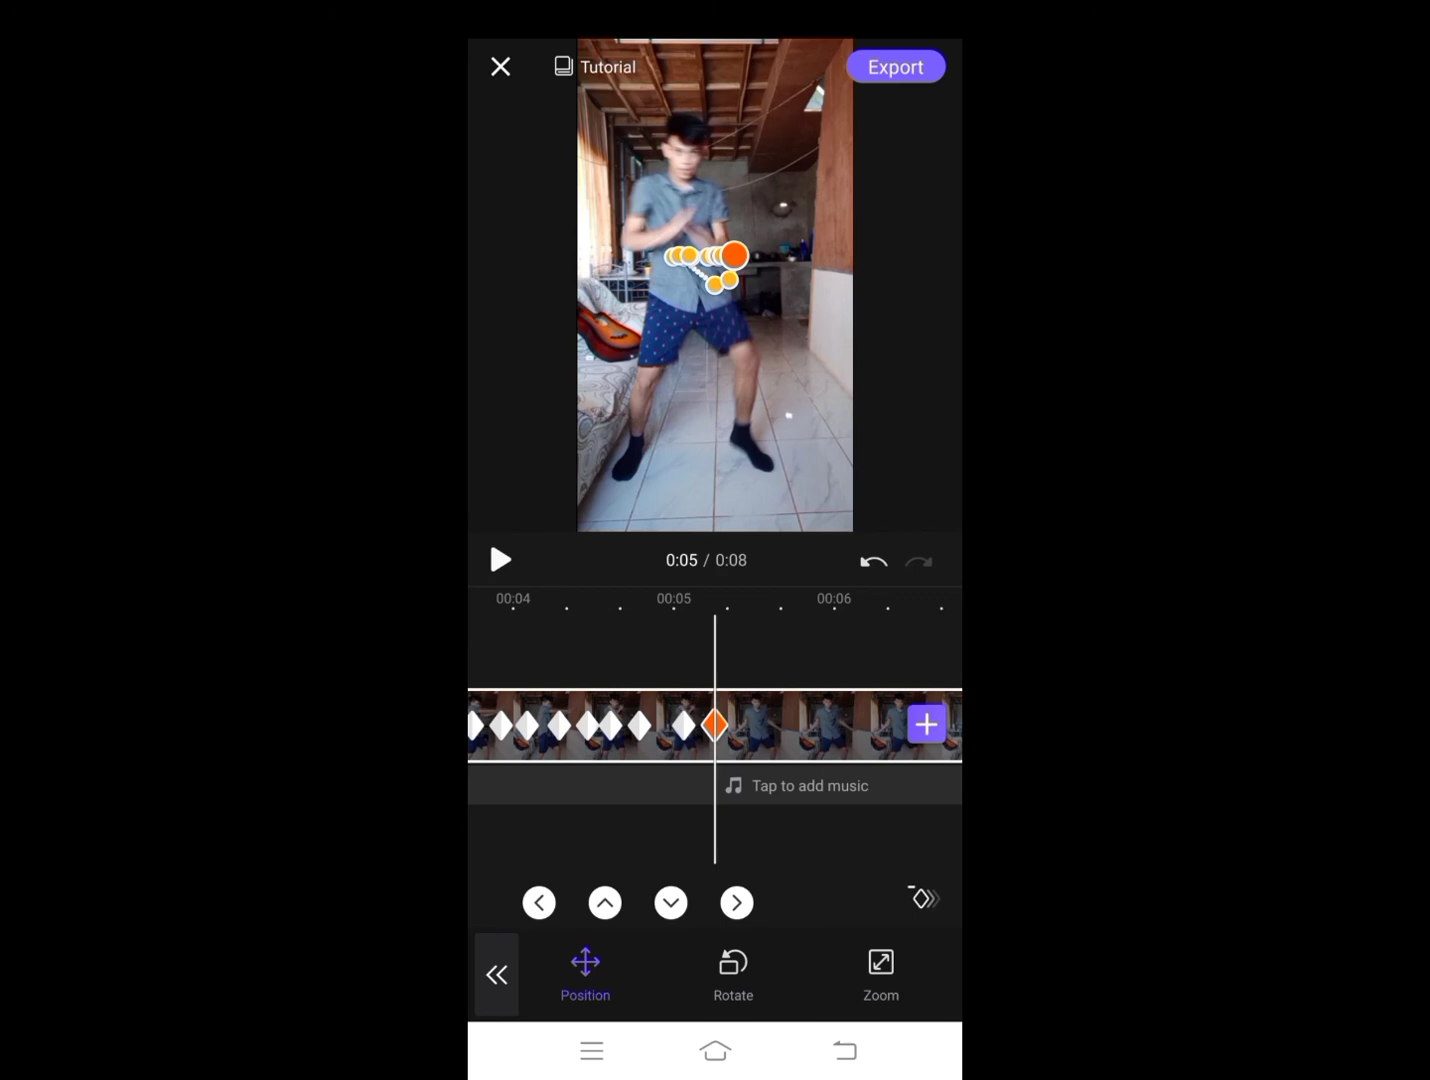 Tutorial
Export
0:05 / 0:08
00:04
00:05
00:06
Tap to add music
Position
Rotate
Zoom